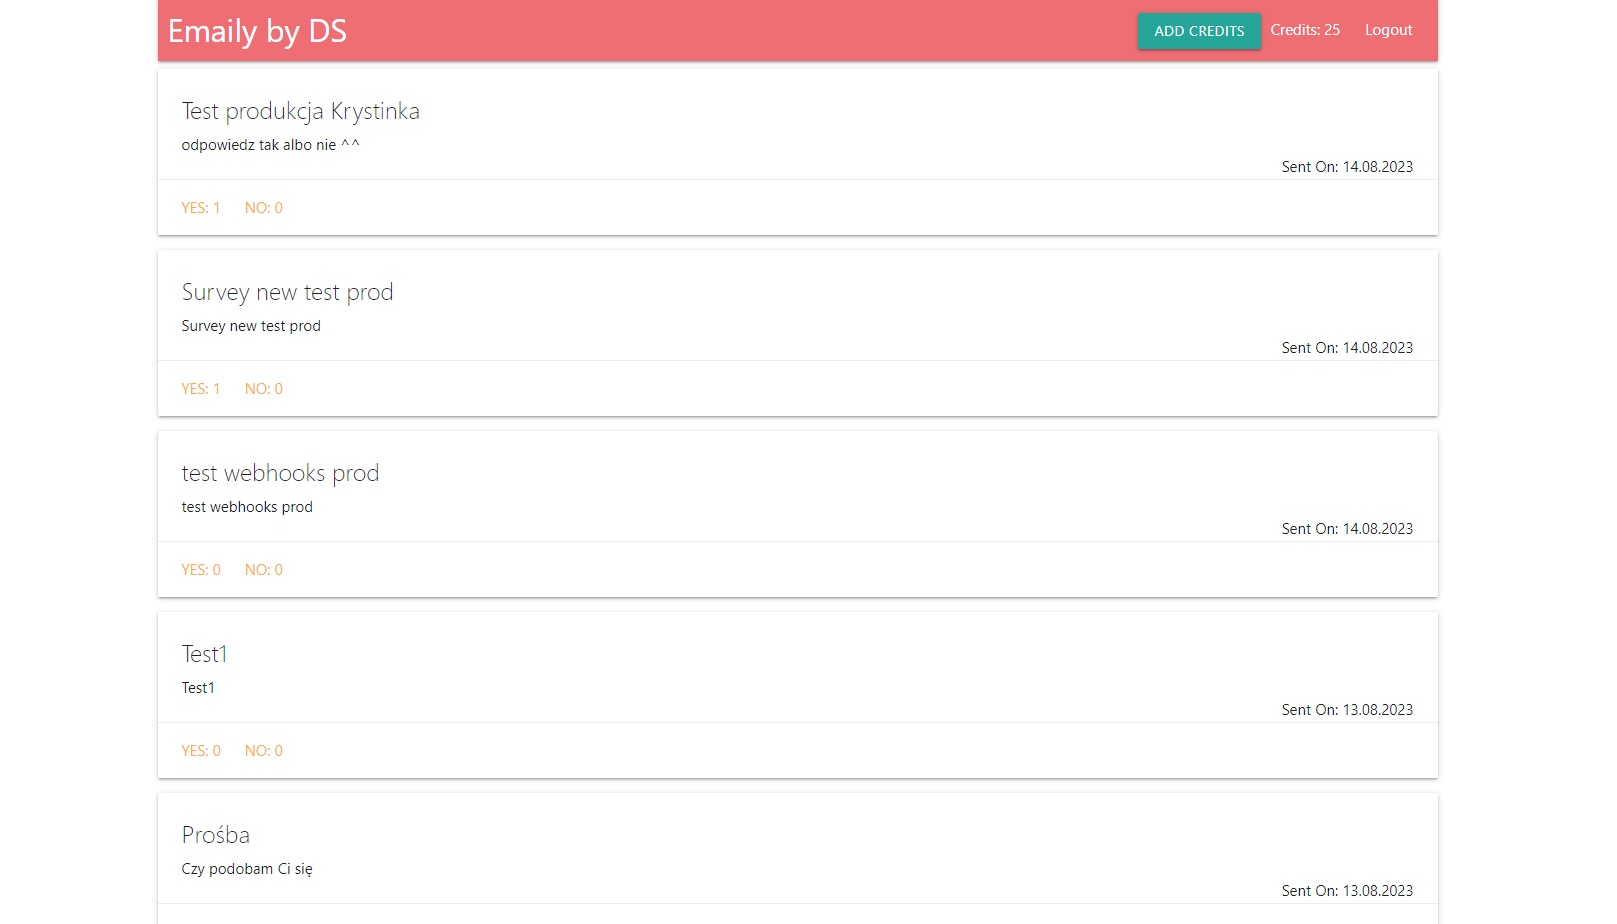 Emaily by DS
ADD CREDITS Credits: 25 Logout
Test produkcja Krystinka
odpowiedz tak albo nie ^^
Sent On: 14.08.2023
YES: 1 NO: 0
Survey new test prod
Survey new test prod
Sent On: 14.08.2023
YES: 1 NO: 0
test webhooks prod
test webhooks prod
Sent On: 14.08.2023
YES: 0 NO: 0
Test1
Test1
Sent On: 13.08.2023
YES: 0 NO: 0
Prośba
Czy podobam Ci się
Sent On: 13.08.2023